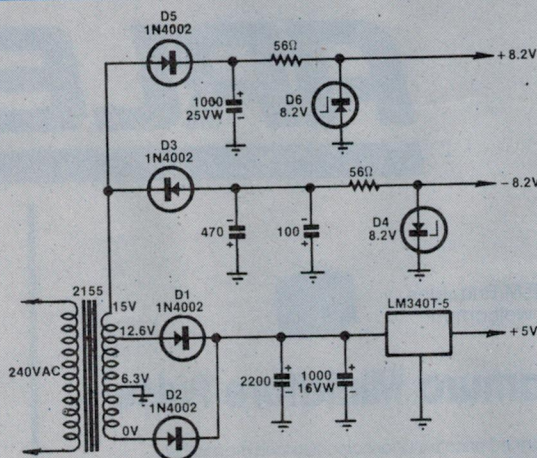 D5
1N4002
56Ω
+8.2V
1000
25VW
+
-
D6
8.2V
D3
1N4002
56Ω
-8.2V
470
-
+
100
-
+
D4
8.2V
2155
15V
D1
1N4002
12.6V
LM340T-5
+5V
240VAC
6.3V
2200
+
-
1000
16VW
+
-
D2
1N4002
0V